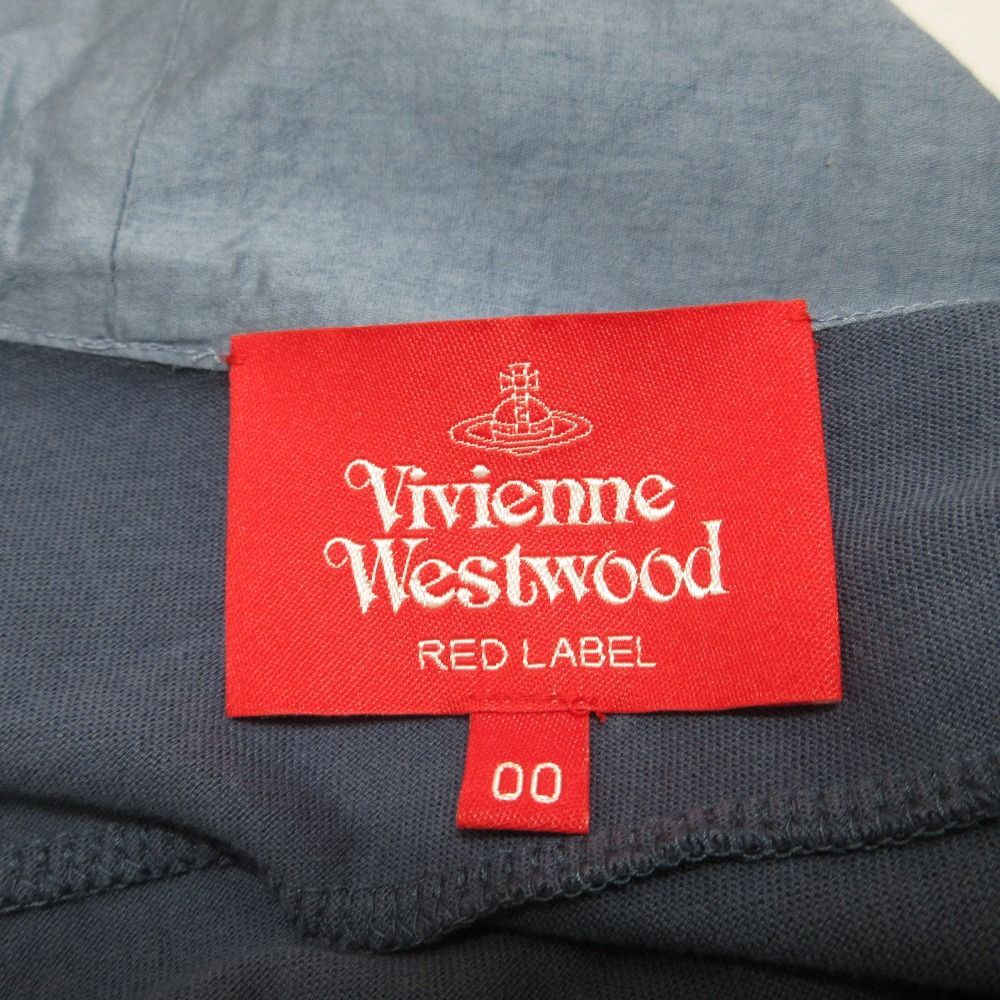 Vivienne
Westwood
RED LABEL
00